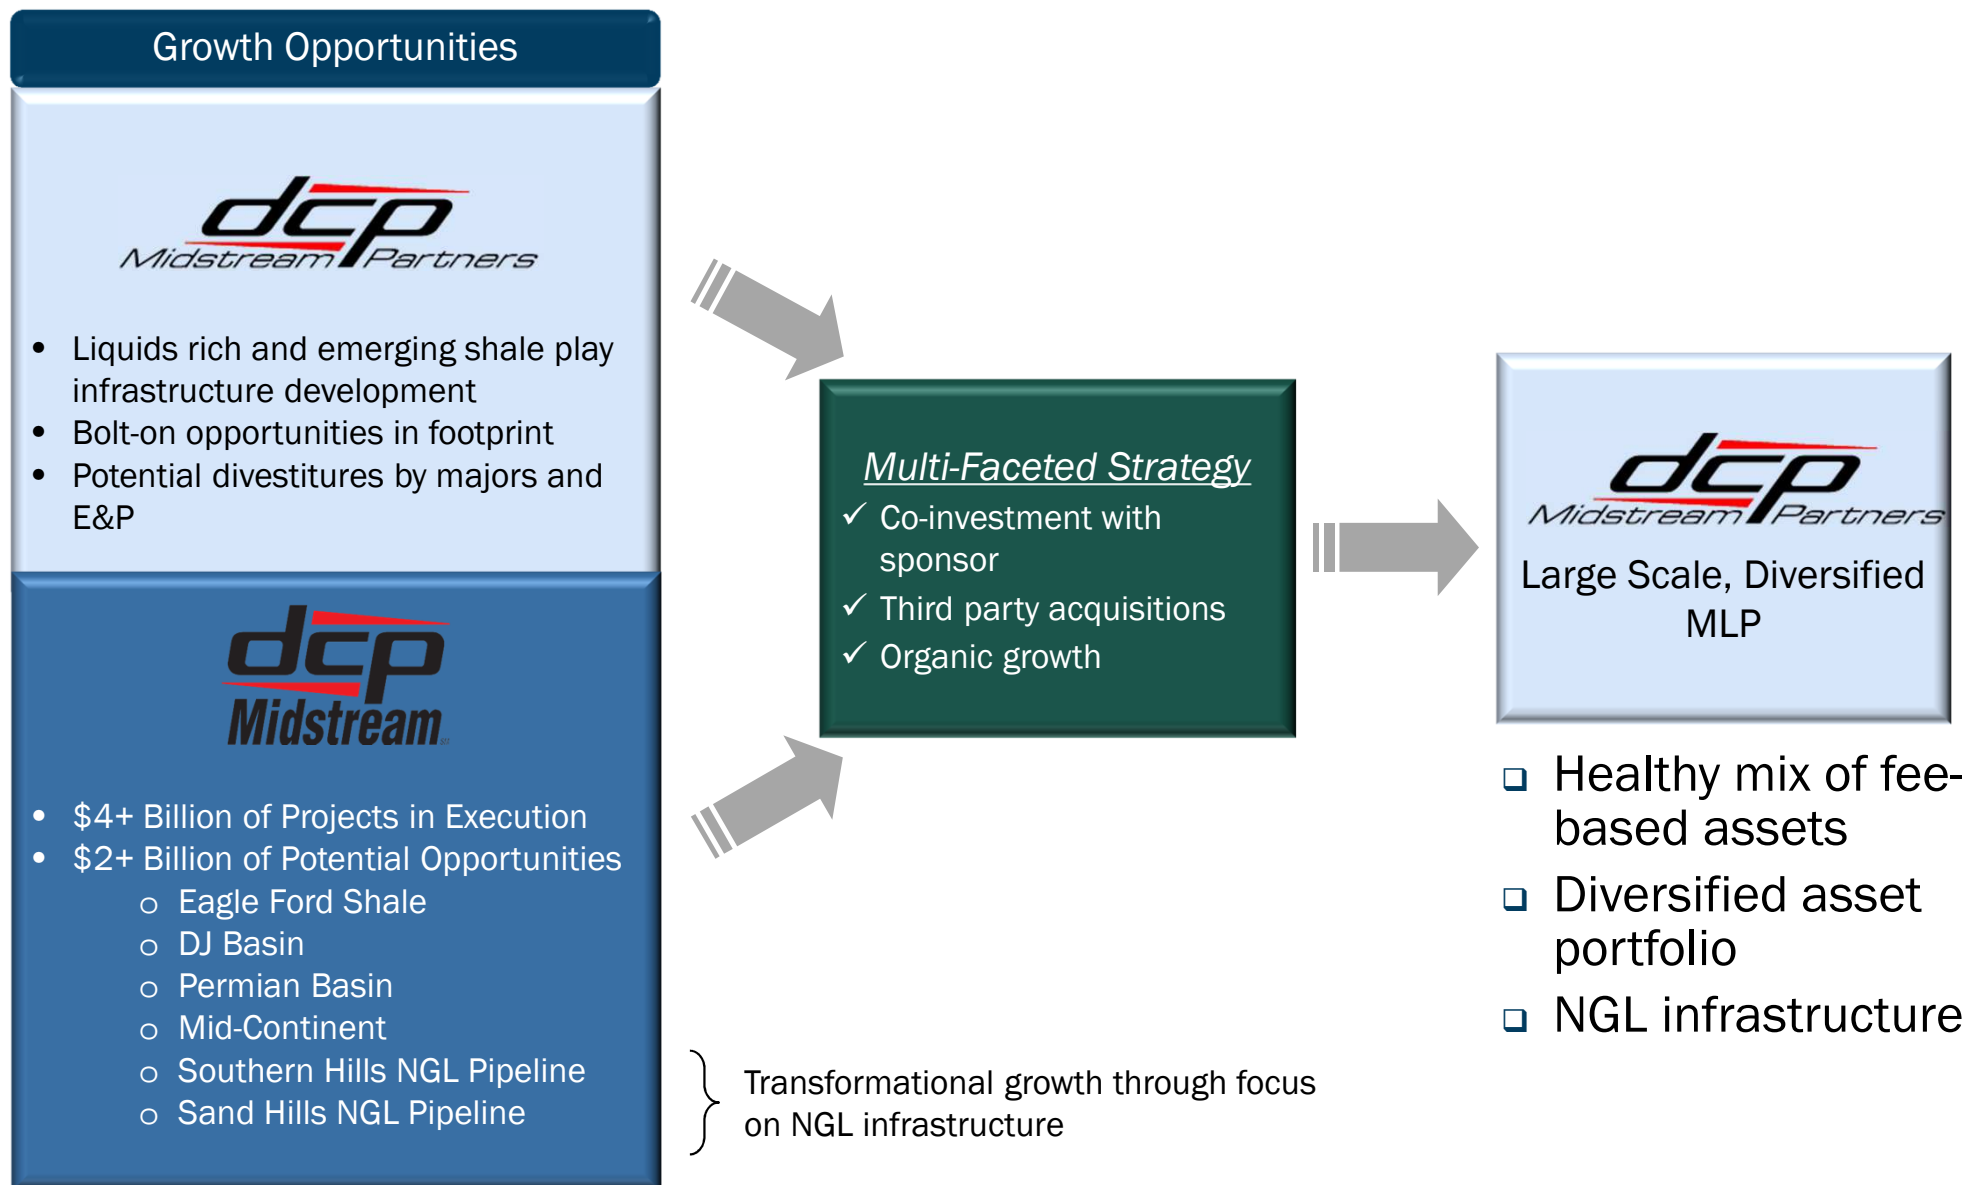 Growth Opportunities
dcp
Midstream Partners
• Liquids rich and emerging shale play
infrastructure development
• Bolt-on opportunities in footprint
• Potential divestitures by majors and
E&P
dcp
Midstream
• $4+ Billion of Projects in Execution
• $2+ Billion of Potential Opportunities
o Eagle Ford Shale
o DJ Basin
o Permian Basin
o Mid-Continent
o Southern Hills NGL Pipeline
o Sand Hills NGL Pipeline
Transformational growth through focus
on NGL infrastructure
Multi-Faceted Strategy
✓ Co-investment with
sponsor
✓ Third party acquisitions
✓ Organic growth
dcp
Midstream Partners
Large Scale, Diversified
MLP
❑ Healthy mix of fee-
based assets
❑ Diversified asset
portfolio
❑ NGL infrastructure